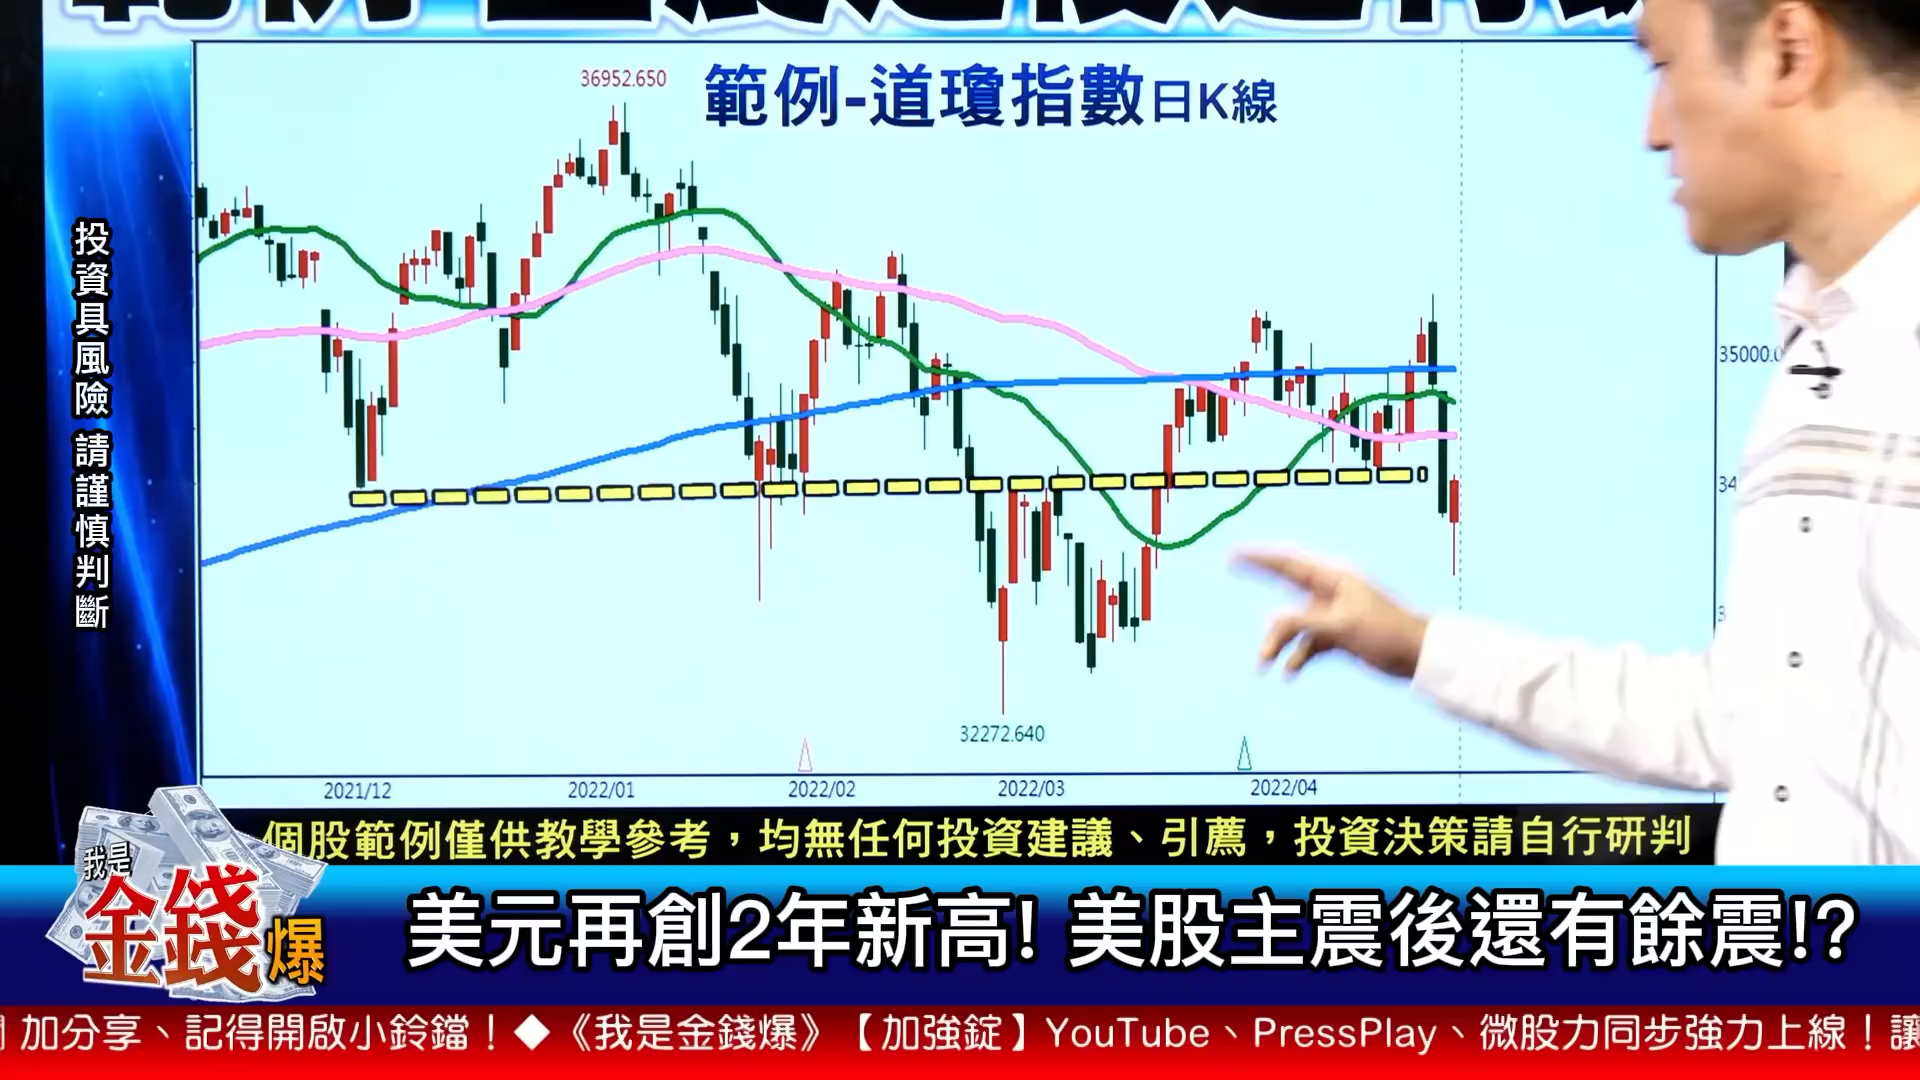 範例-道瓊指數日K線
36952.650
35000.0
34
3
32272.640
2021/12
2022/01
2022/02
2022/03
2022/04
投資具風險 請謹慎判斷
個股範例僅供教學參考，均無任何投資建議、引薦，投資決策請自行研判
我是
金錢爆
美元再創2年新高! 美股主震後還有餘震!?
加分享、記得開啟小鈴鐺！◆《我是金錢爆》【加強錠】YouTube、PressPlay、微股力同步強力上線！讓